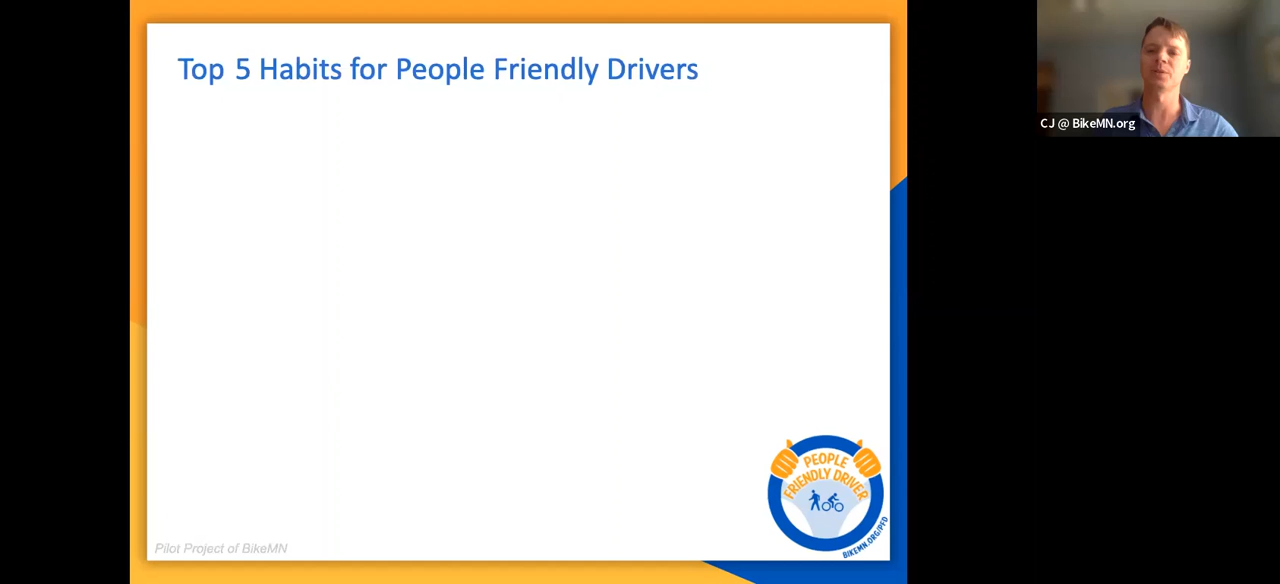 Top 5 Habits for People Friendly Drivers
CJ @ BikeMN.org
PEOPLE
FRIENDLY DRIVER
BIKEMN.ORG/PFD
Pilot Project of BikeMN